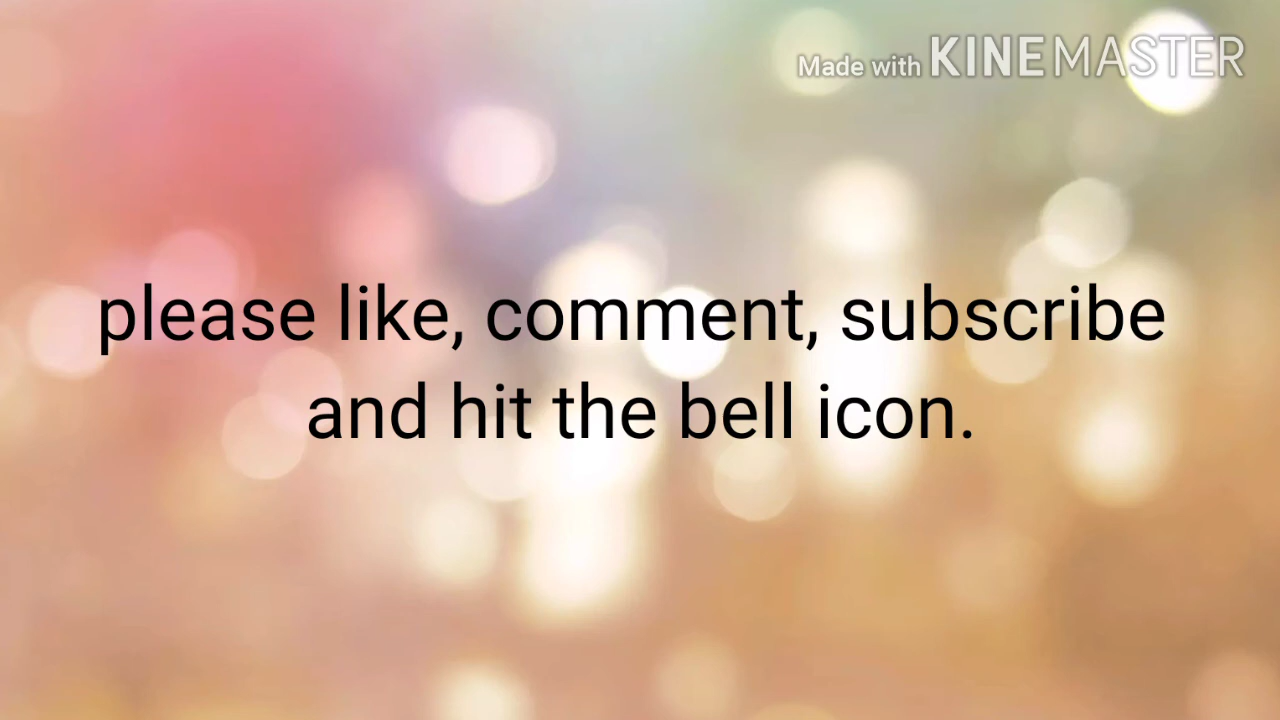 Made with KINEMASTER
please like, comment, subscribe
and hit the bell icon.